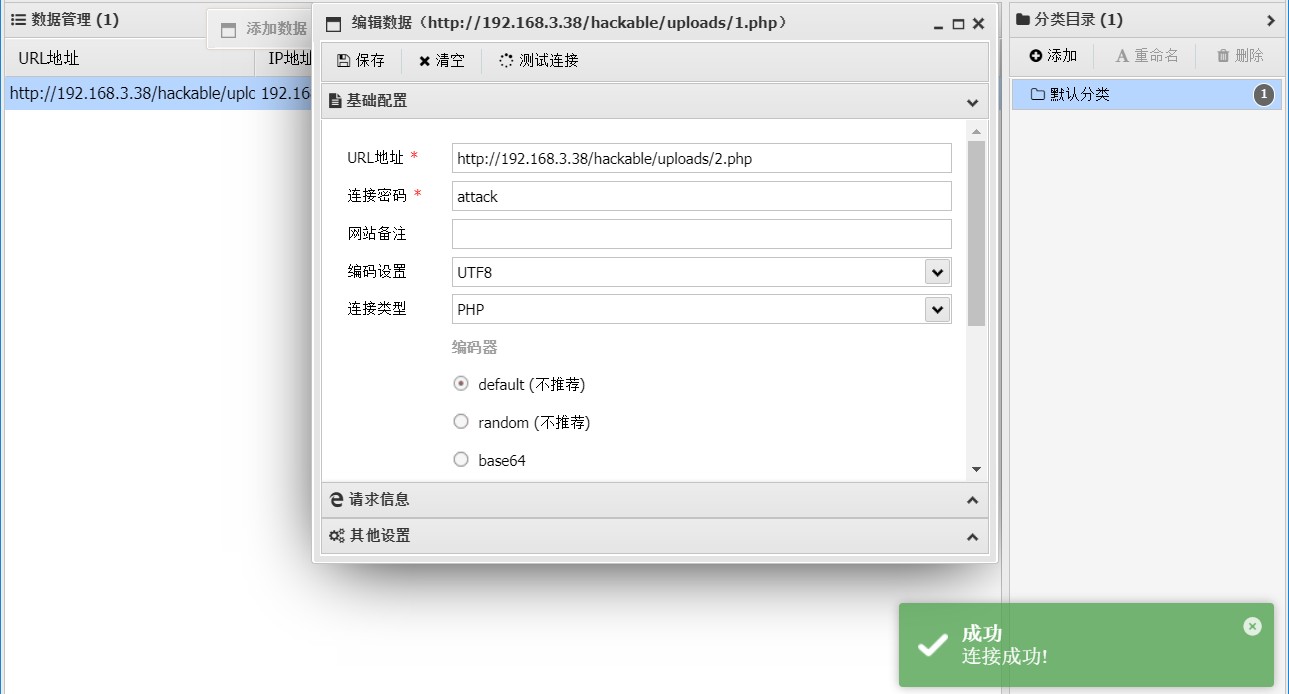 数据管理 (1)
添加数据
URL地址
IP地址
http://192.168.3.38/hackable/uplc
192.16
编辑数据（http://192.168.3.38/hackable/uploads/1.php）
保存
清空
测试连接
基础配置
URL地址 *
http://192.168.3.38/hackable/uploads/2.php
连接密码 *
attack
网站备注
编码设置
UTF8
连接类型
PHP
编码器
default (不推荐)
random (不推荐)
base64
请求信息
其他设置
分类目录 (1)
添加
重命名
删除
默认分类
1
成功
连接成功!